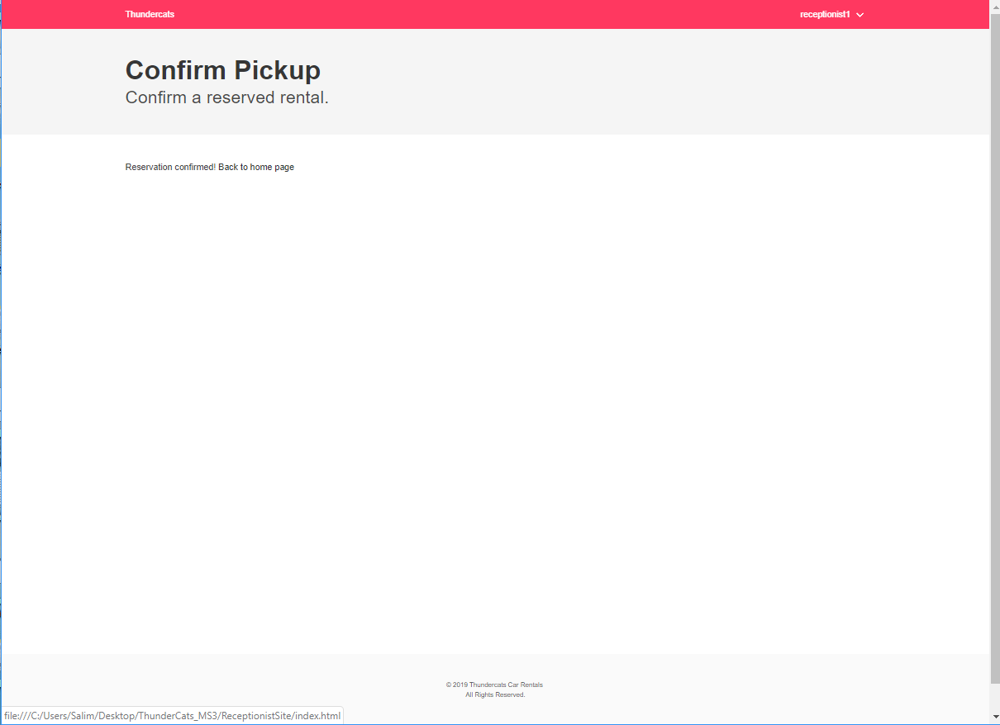 Thundercats
receptionist1
Confirm Pickup
Confirm a reserved rental.
Reservation confirmed! Back to home page
© 2019 Thundercats Car Rentals
All Rights Reserved.
file:///C:/Users/Salim/Desktop/ThunderCats_MS3/ReceptionistSite/index.html